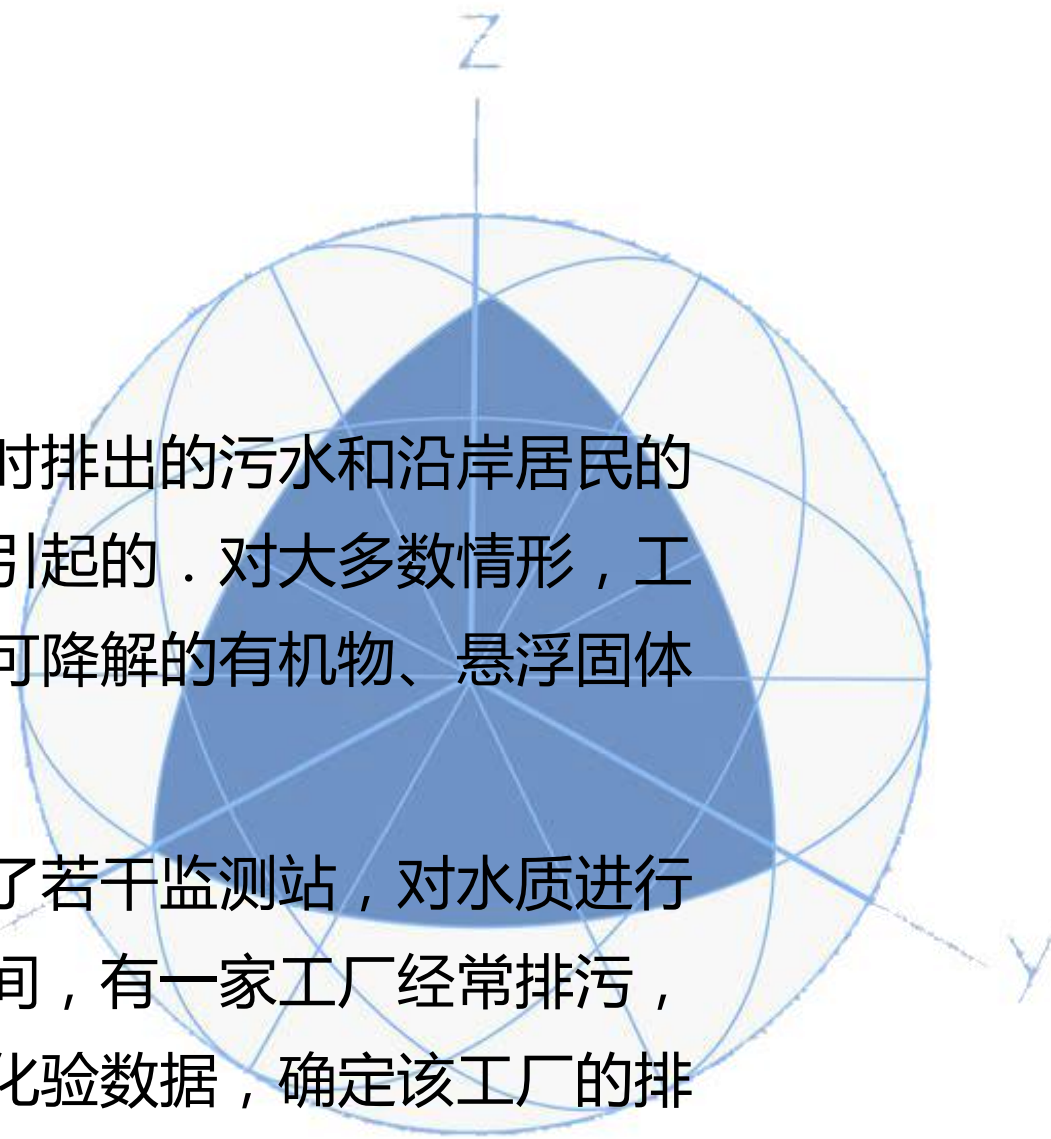 Z
时排出的污水和沿岸居民的
引起的．对大多数情形，工
可降解的有机物、悬浮固体
了若干监测站，对水质进行
间，有一家工厂经常排污，
化验数据，确定该工厂的排
Y